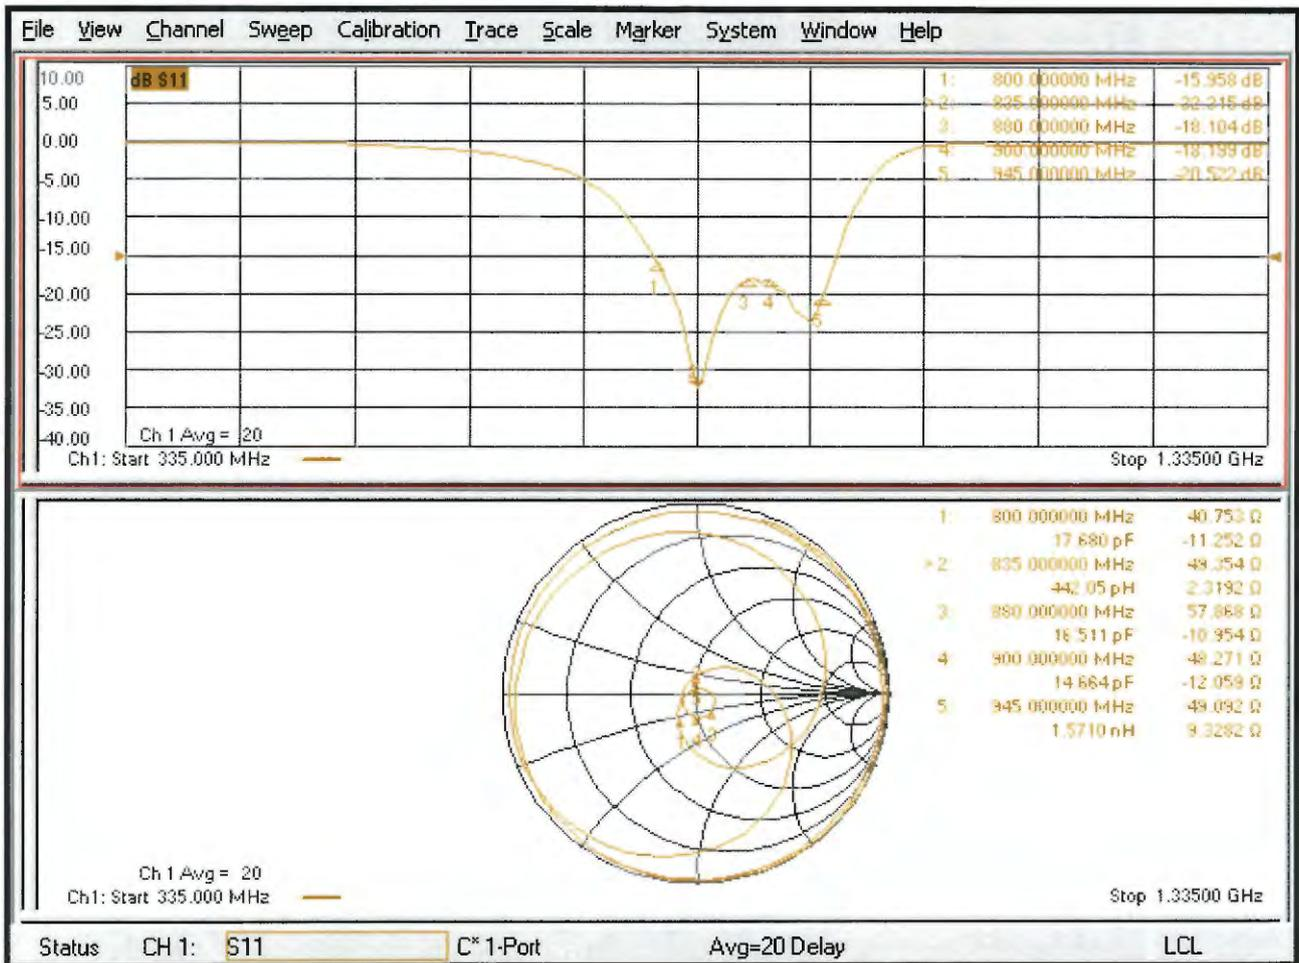 File View Channel Sweep Calibration Trace Scale Marker System Window Help
10.00 dB S11 1: 800.000000 MHz -15.958 dB
5.00 >2: 835.000000 MHz -32.215 dB
0.00 3: 880.000000 MHz -18.104 dB
4: 900.000000 MHz -18.199 dB
-5.00 5: 945.000000 MHz -20.522 dB
-10.00
-15.00
-20.00
-25.00
-30.00
-35.00
-40.00
1
3 4
5
Ch 1 Avg = 20
Ch1: Start 335.000 MHz Stop 1.33500 GHz
1: 800.000000 MHz 40.753 Ω
17.680 pF -11.252 Ω
>2: 835.000000 MHz 49.354 Ω
442.05 pH 2.3192 Ω
3: 880.000000 MHz 57.868 Ω
16.511 pF -10.954 Ω
4: 900.000000 MHz 48.271 Ω
14.664 pF -12.059 Ω
5: 945.000000 MHz 49.092 Ω
1.5710 nH 9.3282 Ω
Ch 1 Avg = 20
Ch1: Start 335.000 MHz Stop 1.33500 GHz
Status CH 1: S11 C* 1-Port Avg=20 Delay LCL